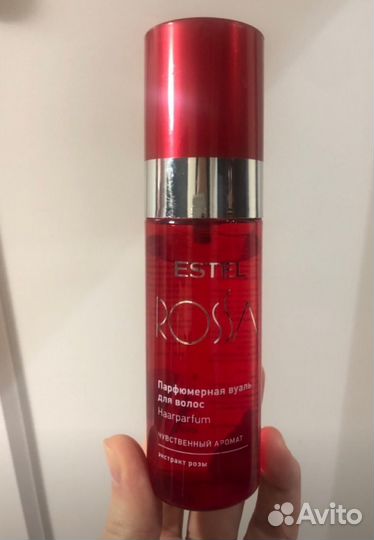 ESTEL
ROSSA
Парфюмерная вуаль
для волос
Haarparfum
ЧУВСТВЕННЫЙ АРОМАТ
экстракт розы
Avito